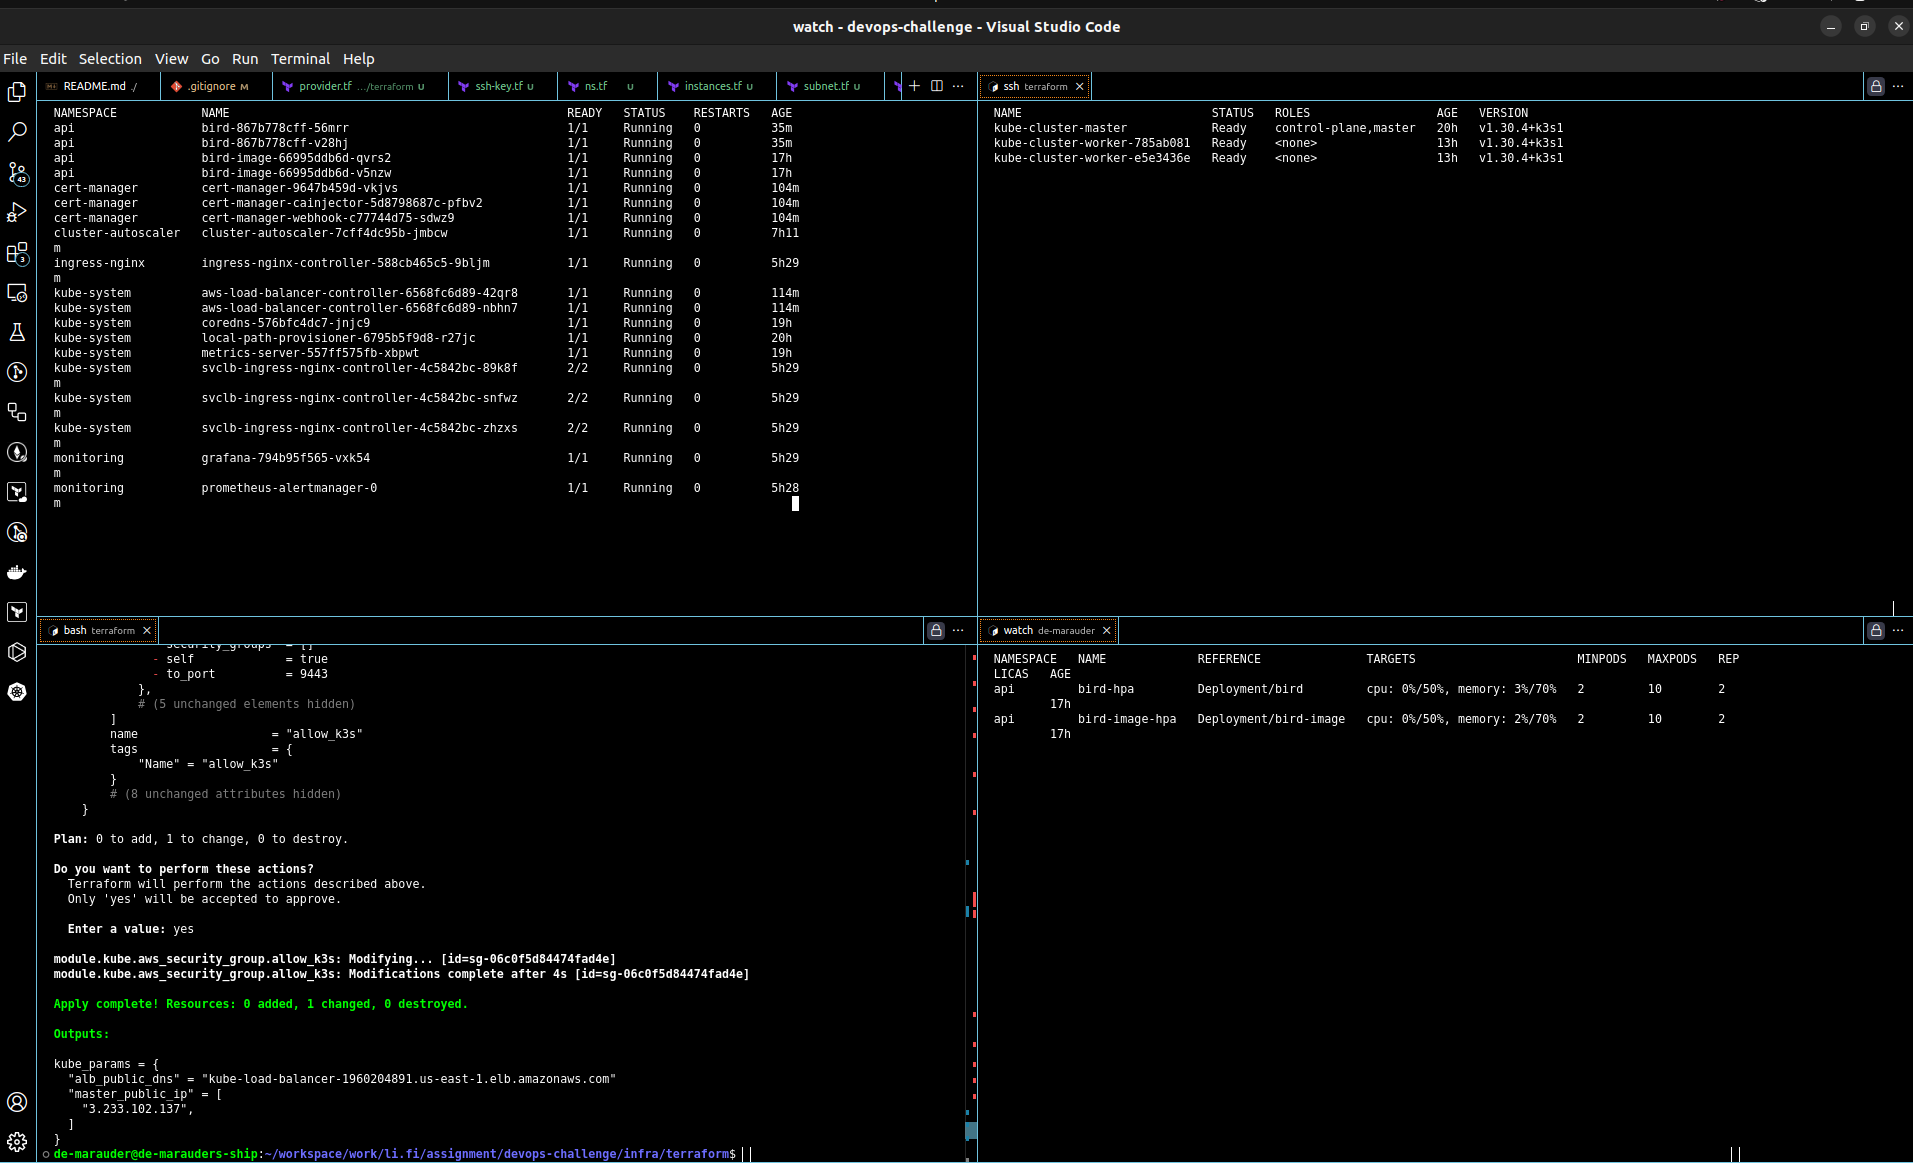 watch - devops-challenge - Visual Studio Code
File Edit Selection View Go Run Terminal Help
README.md ./ .gitignore M provider.tf .../terraform U ssh-key.tf U ns.tf U instances.tf U subnet.tf U
NAMESPACE NAME READY STATUS RESTARTS AGE
api bird-867b778cff-56mrr 1/1 Running 0 35m
api bird-867b778cff-v28hj 1/1 Running 0 35m
api bird-image-66995ddb6d-qvrs2 1/1 Running 0 17h
api bird-image-66995ddb6d-v5nzw 1/1 Running 0 17h
cert-manager cert-manager-9647b459d-vkjvs 1/1 Running 0 104m
cert-manager cert-manager-cainjector-5d8798687c-pfbv2 1/1 Running 0 104m
cert-manager cert-manager-webhook-c77744d75-sdwz9 1/1 Running 0 104m
cluster-autoscaler cluster-autoscaler-7cff4dc95b-jmbcw 1/1 Running 0 7h11
m
ingress-nginx ingress-nginx-controller-588cb465c5-9bljm 1/1 Running 0 5h29
m
kube-system aws-load-balancer-controller-6568fc6d89-42qr8 1/1 Running 0 114m
kube-system aws-load-balancer-controller-6568fc6d89-nbhn7 1/1 Running 0 114m
kube-system coredns-576bfc4dc7-jnjc9 1/1 Running 0 19h
kube-system local-path-provisioner-6795b5f9d8-r27jc 1/1 Running 0 20h
kube-system metrics-server-557ff575fb-xbpwt 1/1 Running 0 19h
kube-system svclb-ingress-nginx-controller-4c5842bc-89k8f 2/2 Running 0 5h29
m
kube-system svclb-ingress-nginx-controller-4c5842bc-snfwz 2/2 Running 0 5h29
m
kube-system svclb-ingress-nginx-controller-4c5842bc-zhzxs 2/2 Running 0 5h29
m
monitoring grafana-794b95f565-vxk54 1/1 Running 0 5h29
m
monitoring prometheus-alertmanager-0 1/1 Running 0 5h28
m
ssh terraform
NAME STATUS ROLES AGE VERSION
kube-cluster-master Ready control-plane,master 20h v1.30.4+k3s1
kube-cluster-worker-785ab081 Ready <none> 13h v1.30.4+k3s1
kube-cluster-worker-e5e3436e Ready <none> 13h v1.30.4+k3s1
43
3
bash terraform
security_groups = []
- self = true
- to_port = 9443
},
# (5 unchanged elements hidden)
]
name = "allow_k3s"
tags = {
"Name" = "allow_k3s"
}
# (8 unchanged attributes hidden)
}
Plan: 0 to add, 1 to change, 0 to destroy.
Do you want to perform these actions?
Terraform will perform the actions described above.
Only 'yes' will be accepted to approve.
Enter a value: yes
module.kube.aws_security_group.allow_k3s: Modifying... [id=sg-06c0f5d84474fad4e]
module.kube.aws_security_group.allow_k3s: Modifications complete after 4s [id=sg-06c0f5d84474fad4e]
Apply complete! Resources: 0 added, 1 changed, 0 destroyed.
Outputs:
kube_params = {
"alb_public_dns" = "kube-load-balancer-1960204891.us-east-1.elb.amazonaws.com"
"master_public_ip" = [
"3.233.102.137",
]
}
de-marauder@de-marauders-ship:~/workspace/work/li.fi/assignment/devops-challenge/infra/terraform$
watch de-marauder
NAMESPACE NAME REFERENCE TARGETS MINPODS MAXPODS REP
LICAS AGE
api bird-hpa Deployment/bird cpu: 0%/50%, memory: 3%/70% 2 10 2
17h
api bird-image-hpa Deployment/bird-image cpu: 0%/50%, memory: 2%/70% 2 10 2
17h